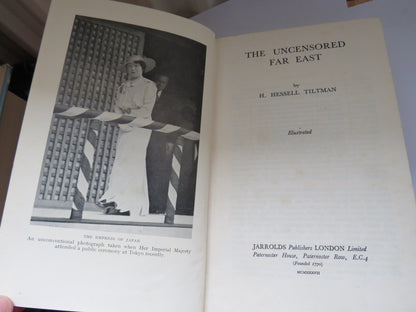 THE EMPRESS OF JAPAN
An unconventional photograph taken when Her Imperial Majesty
attended a public ceremony at Tokyo recently.
THE UNCENSORED
FAR EAST
by
H. HESSELL TILTMAN
Illustrated
JARROLDS Publishers LONDON Limited
Paternoster House, Paternoster Row, E.C.4
(Founded 1770)
MCMXXXVII